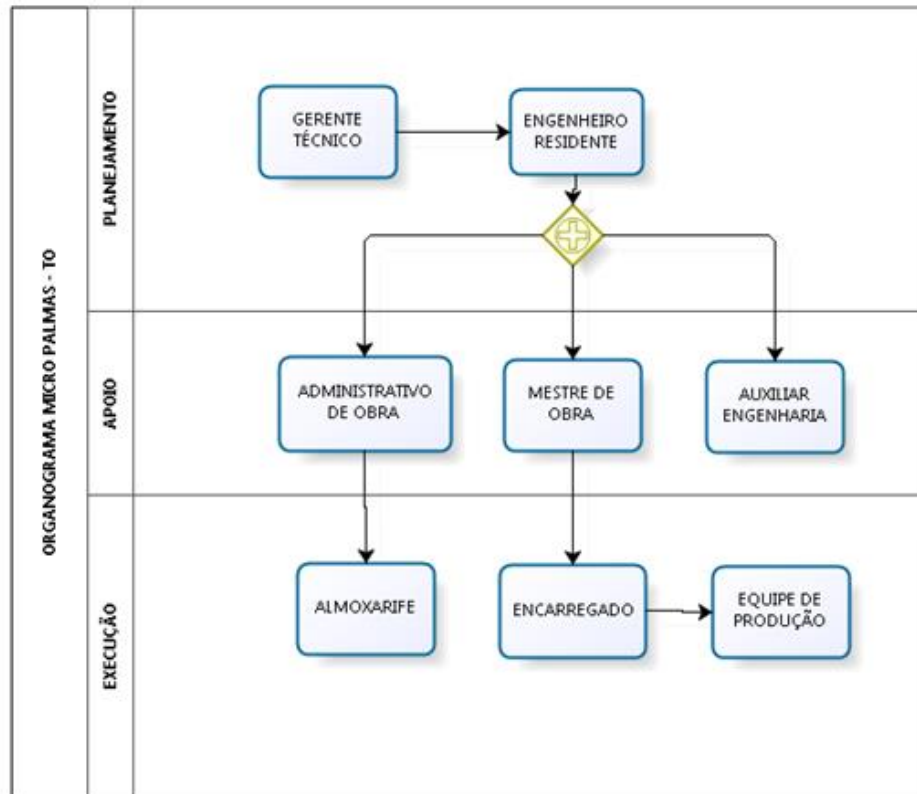 ORGANOGRAMA MICRO PALMAS - TO
PLANEJAMENTO
GERENTE
TÉCNICO
ENGENHEIRO
RESIDENTE
APOIO
ADMINISTRATIVO
DE OBRA
MESTRE DE
OBRA
AUXILIAR
ENGENHARIA
EXECUÇÃO
ALMOXARIFE
ENCARREGADO
EQUIPE DE
PRODUÇÃO